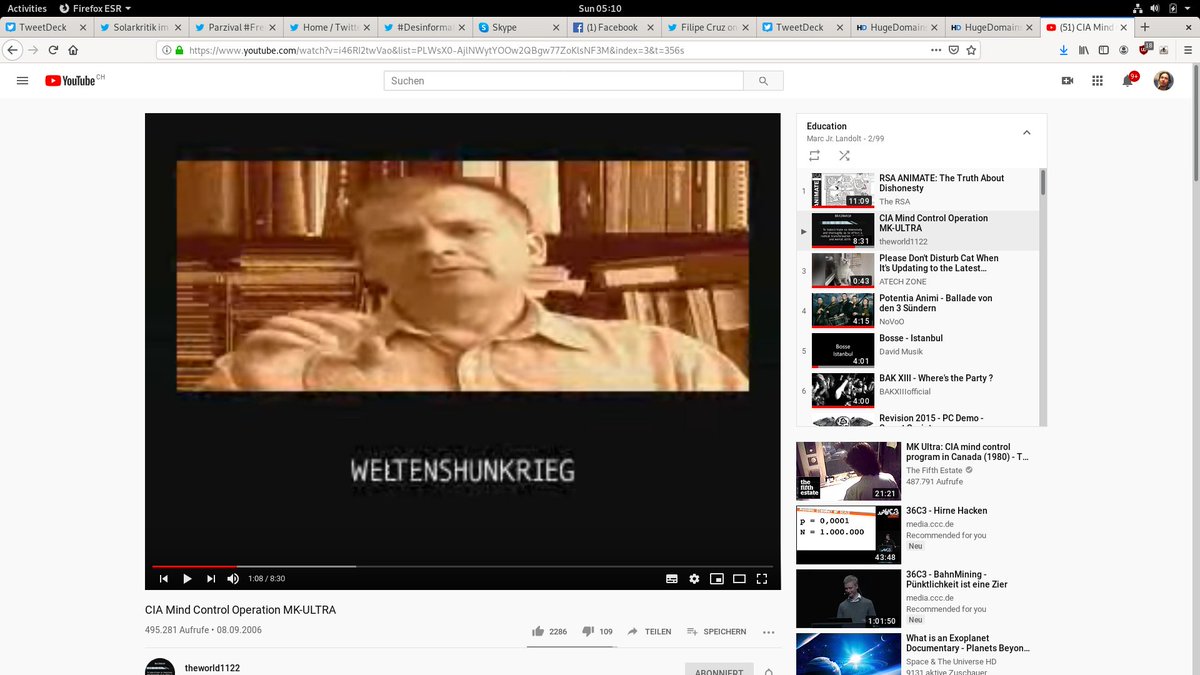 Activities Firefox ESR Sun 05:10
TweetDeck Solarkritik im Parzival #Fre Home / Twitte #Desinformat Skype (1) Facebook Filipe Cruz on TweetDeck HugeDomains HugeDomains (51) CIA Mind
https://www.youtube.com/watch?v=i46Rl2twVao&list=PLWsX0-AjlNWytYOOw2QBgw77ZoKlsNF3M&index=3&t=356s
YouTube CH
Suchen
9+
WELTENSHUNKRIEG
1:08 / 8:30
CIA Mind Control Operation MK-ULTRA
495.281 Aufrufe • 08.09.2006
2286 109 TEILEN SPEICHERN
theworld1122
ABONNIERT
Education
Marc Jr. Landolt - 2/99
1
11:09
RSA ANIMATE: The Truth About
Dishonesty
The RSA
8:31
CIA Mind Control Operation
MK-ULTRA
theworld1122
3
0:43
Please Don't Disturb Cat When
It's Updating to the Latest…
ATECH ZONE
4
4:15
Potentia Animi - Ballade von
den 3 Sündern
NoVoO
5
Bosse
Istanbul
4:01
Bosse - Istanbul
David Musik
6
4:00
BAK XIII - Where's the Party ?
BAKXIIIofficial
Revision 2015 - PC Demo -
the
fifth
estate
21:21
MK Ultra: CIA mind control
program in Canada (1980) - T…
The Fifth Estate
487.791 Aufrufe
p = 0,0001
N = 1.000.000
43:48
36C3 - Hirne Hacken
media.ccc.de
Recommended for you
Neu
1:01:50
36C3 - BahnMining -
Pünktlichkeit ist eine Zier
media.ccc.de
Recommended for you
Neu
What is an Exoplanet
Documentary - Planets Beyon…
Space & The Universe HD
9131 aktive Zuschauer